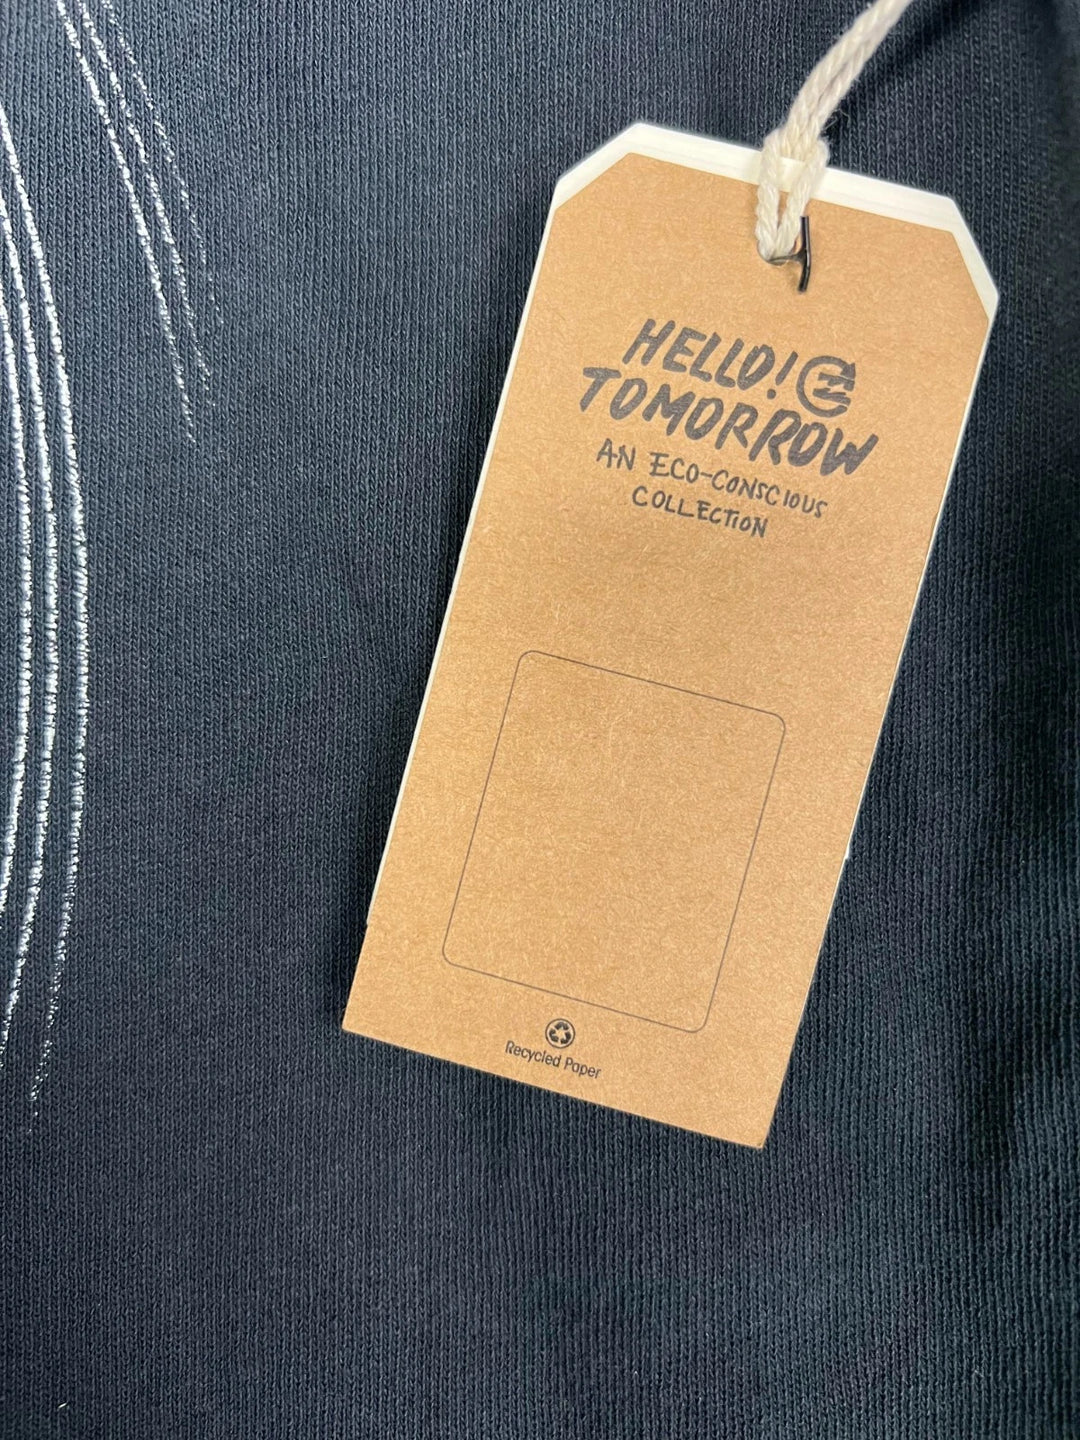 HELLO!
TOMORROW
AN ECO-CONSCIOUS
COLLECTION
Recycled Paper